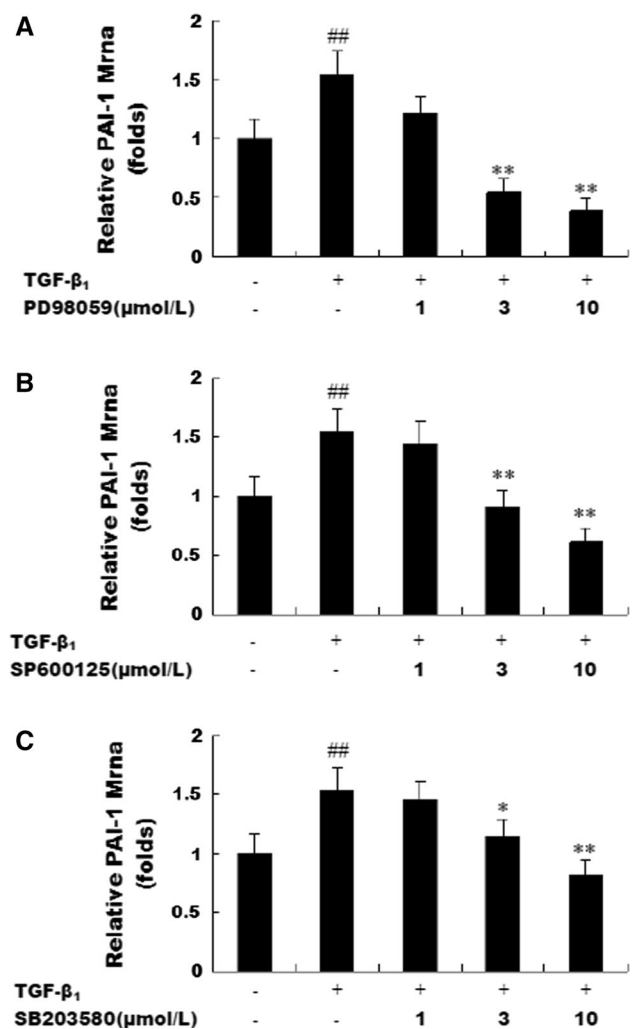 A
Relative PAI-1 Mrna
(folds)
2
1.5
1
0.5
0
##
**
**
TGF-β₁ - + + + +
PD98059(µmol/L) - - 1 3 10
B
Relative PAI-1 Mrna
(folds)
2
1.5
1
0.5
0
##
**
**
TGF-β₁ - + + + +
SP600125(µmol/L) - - 1 3 10
C
Relative PAI-1 Mrna
(folds)
2
1.5
1
0.5
0
##
*
**
TGF-β₁ - + + + +
SB203580(µmol/L) - - 1 3 10